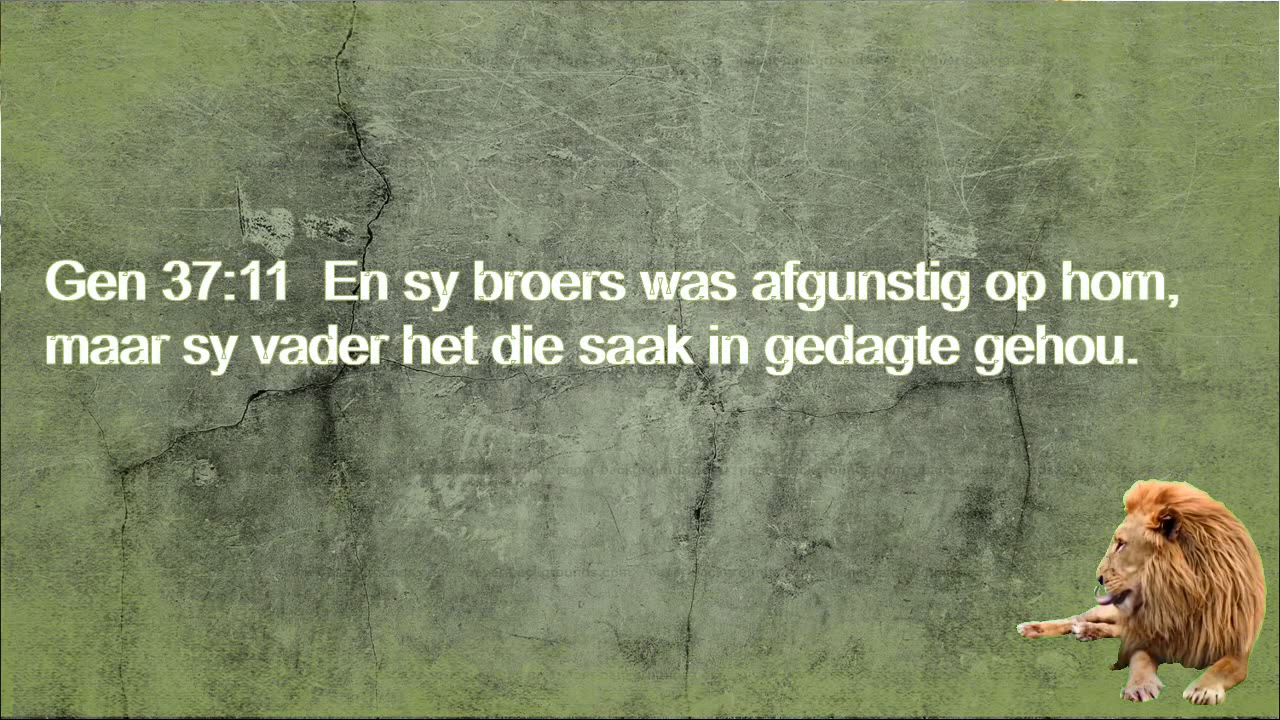 Gen 37:11  En sy broers was afgunstig op hom,
maar sy vader het die saak in gedagte gehou.